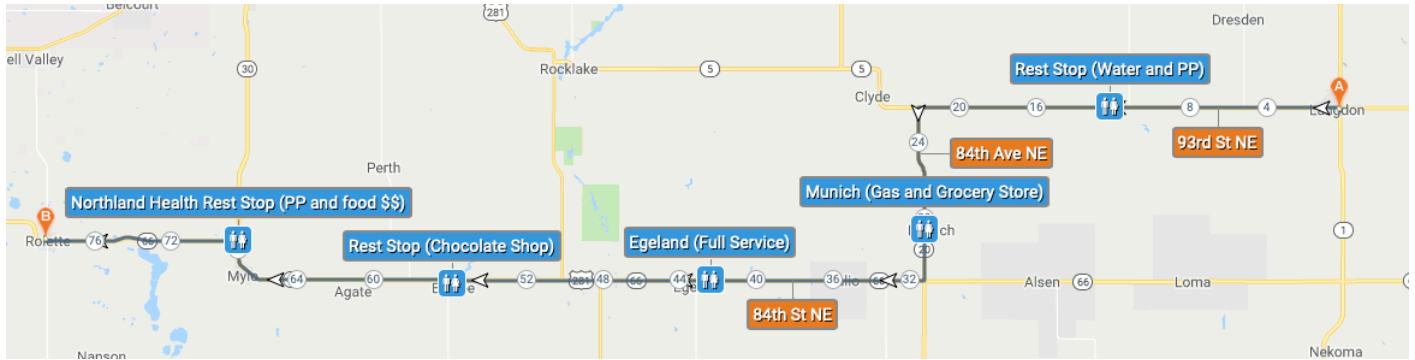 Belcourt
281
Dresden
ell Valley
30
Rocklake
5
5
Rest Stop (Water and PP)
A
Clyde
20
16
8
4
Langdon
24
84th Ave NE
93rd St NE
Perth
Munich (Gas and Grocery Store)
Northland Health Rest Stop (PP and food $$)
B
Rolette
76
66
72
Rest Stop (Chocolate Shop)
Egeland (Full Service)
1
Mylo
64
60
52
281
48
66
44
40
36
32
Agate
Alsen
66
Loma
84th St NE
Nanson
Nekoma